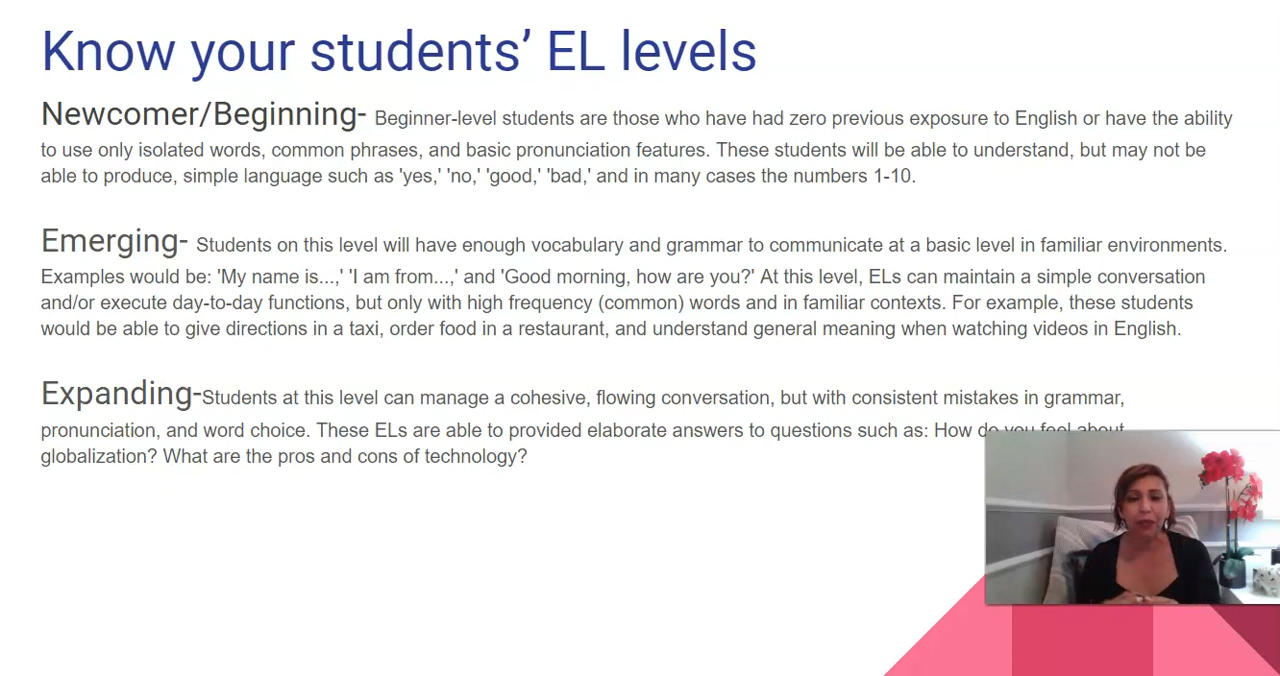 Know your students’ EL levels
Newcomer/Beginning- Beginner-level students are those who have had zero previous exposure to English or have the ability
to use only isolated words, common phrases, and basic pronunciation features. These students will be able to understand, but may not be
able to produce, simple language such as 'yes,' 'no,' 'good,' 'bad,' and in many cases the numbers 1-10.
Emerging- Students on this level will have enough vocabulary and grammar to communicate at a basic level in familiar environments.
Examples would be: 'My name is...,' 'I am from...,' and 'Good morning, how are you?' At this level, ELs can maintain a simple conversation
and/or execute day-to-day functions, but only with high frequency (common) words and in familiar contexts. For example, these students
would be able to give directions in a taxi, order food in a restaurant, and understand general meaning when watching videos in English.
Expanding-Students at this level can manage a cohesive, flowing conversation, but with consistent mistakes in grammar,
pronunciation, and word choice. These ELs are able to provided elaborate answers to questions such as: How do you feel about
globalization? What are the pros and cons of technology?